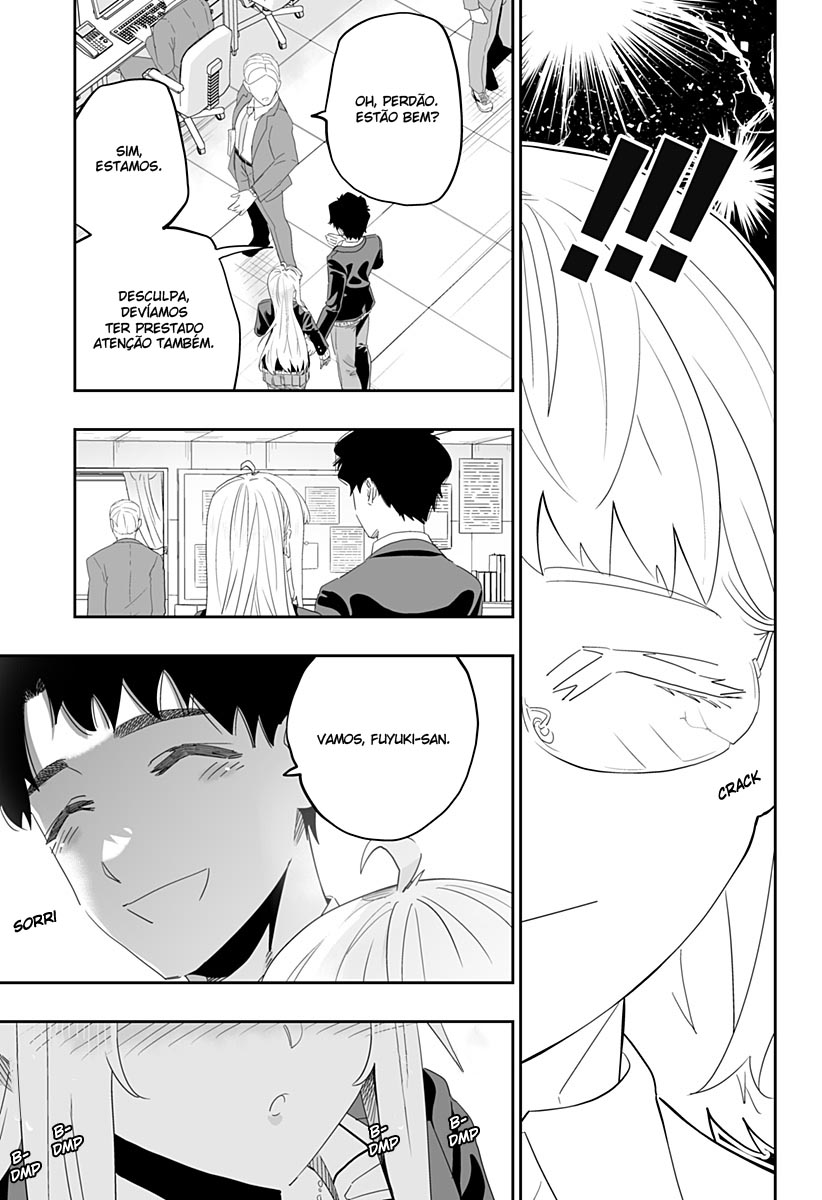 !!!
CRACK
OH, PERDÃO.
ESTÃO BEM?
SIM,
ESTAMOS.
DESCULPA,
DEVÍAMOS
TER PRESTADO
ATENÇÃO TAMBÉM.
VAMOS, FUYUKI-SAN.
SORRI
B-
DMP
B-
DMP
B-
DMP
B-
DMP